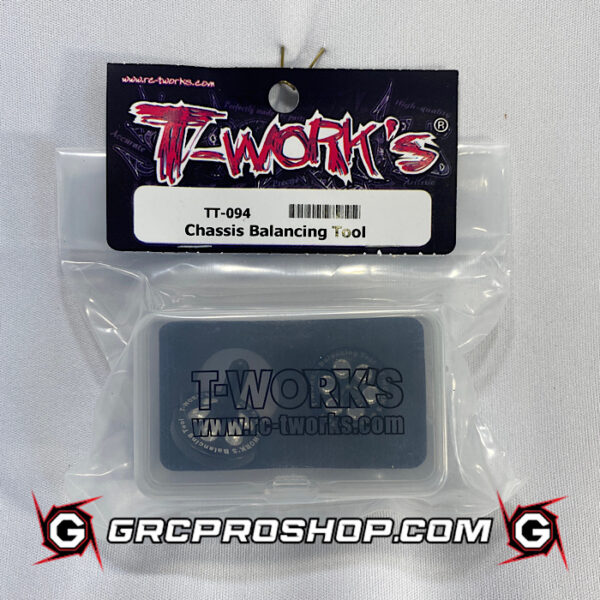 www.rc-tworks.com
T-WORK's®
TT-094
Chassis Balancing Tool
T-WORK'S
www.rc-tworks.com
GRCPROSHOP.COM